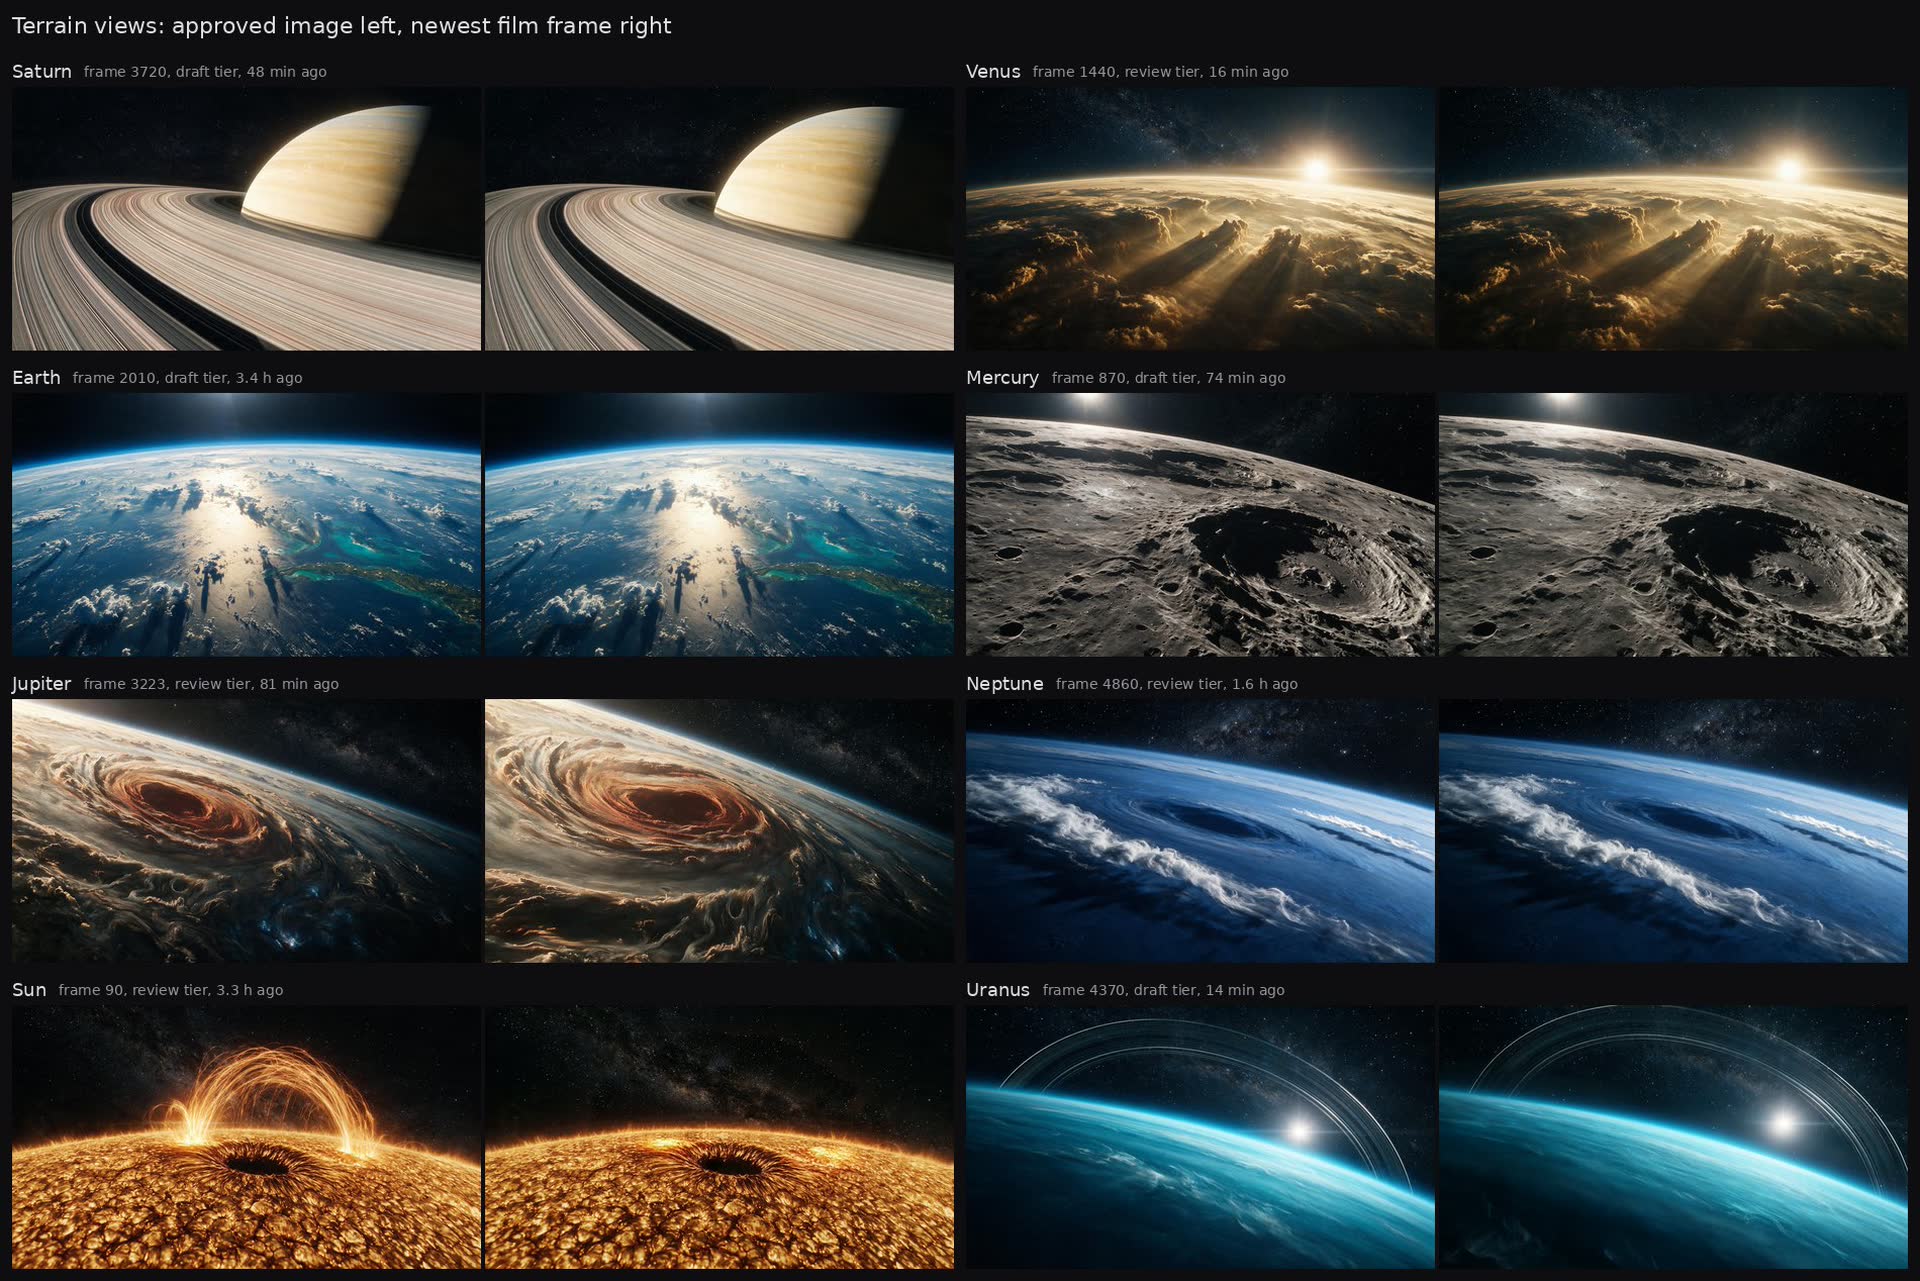 Terrain views: approved image left, newest film frame right
Saturn frame 3720, draft tier, 48 min ago
Venus frame 1440, review tier, 16 min ago
Earth frame 2010, draft tier, 3.4 h ago
Mercury frame 870, draft tier, 74 min ago
Jupiter frame 3223, review tier, 81 min ago
Neptune frame 4860, review tier, 1.6 h ago
Sun frame 90, review tier, 3.3 h ago
Uranus frame 4370, draft tier, 14 min ago